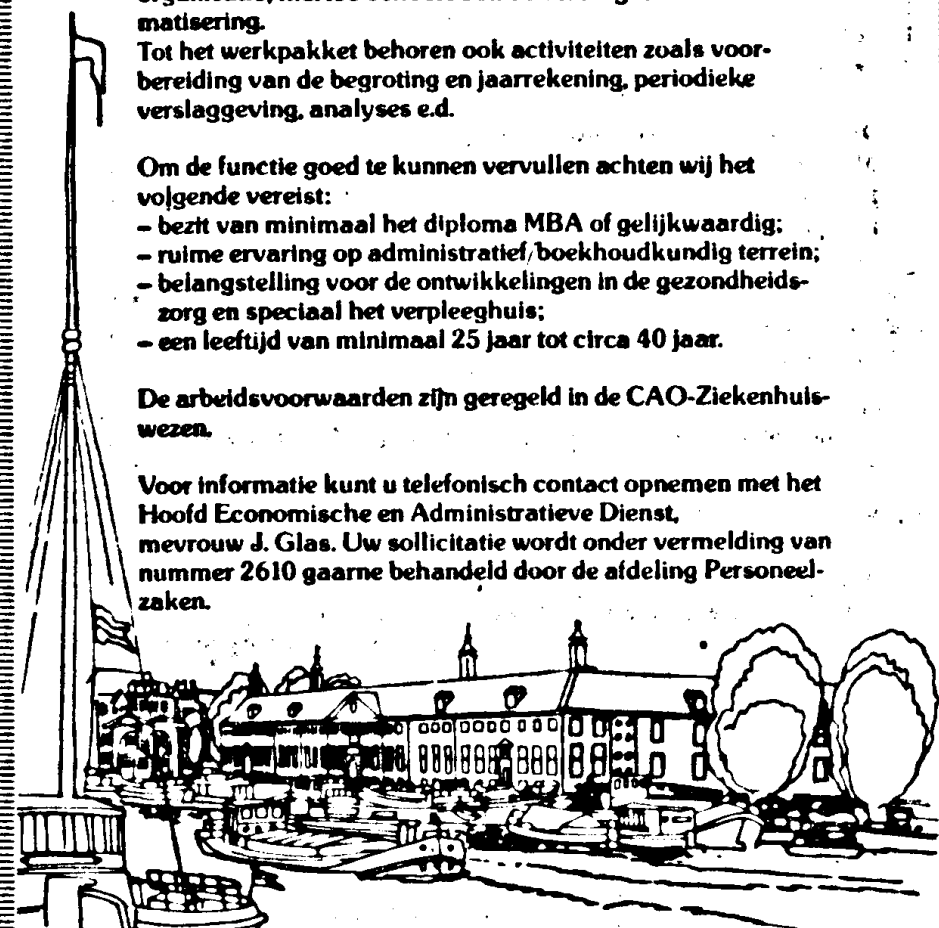 matisering.
Tot het werkpakket behoren ook activiteiten zoals voor-
bereiding van de begroting en jaarrekening, periodieke
verslaggeving, analyses e.d.
Om de functie goed te kunnen vervullen achten wij het
volgende vereist:
– bezit van minimaal het diploma MBA of gelijkwaardig;
– ruime ervaring op administratief/boekhoudkundig terrein;
– belangstelling voor de ontwikkelingen in de gezondheids-
zorg en speciaal het verpleeghuis;
– een leeftijd van minimaal 25 jaar tot circa 40 jaar.
De arbeidsvoorwaarden zijn geregeld in de CAO-Ziekenhuis-
wezen.
Voor informatie kunt u telefonisch contact opnemen met het
Hoofd Economische en Administratieve Dienst,
mevrouw J. Glas. Uw sollicitatie wordt onder vermelding van
nummer 2610 gaarne behandeld door de afdeling Personeel-
zaken.